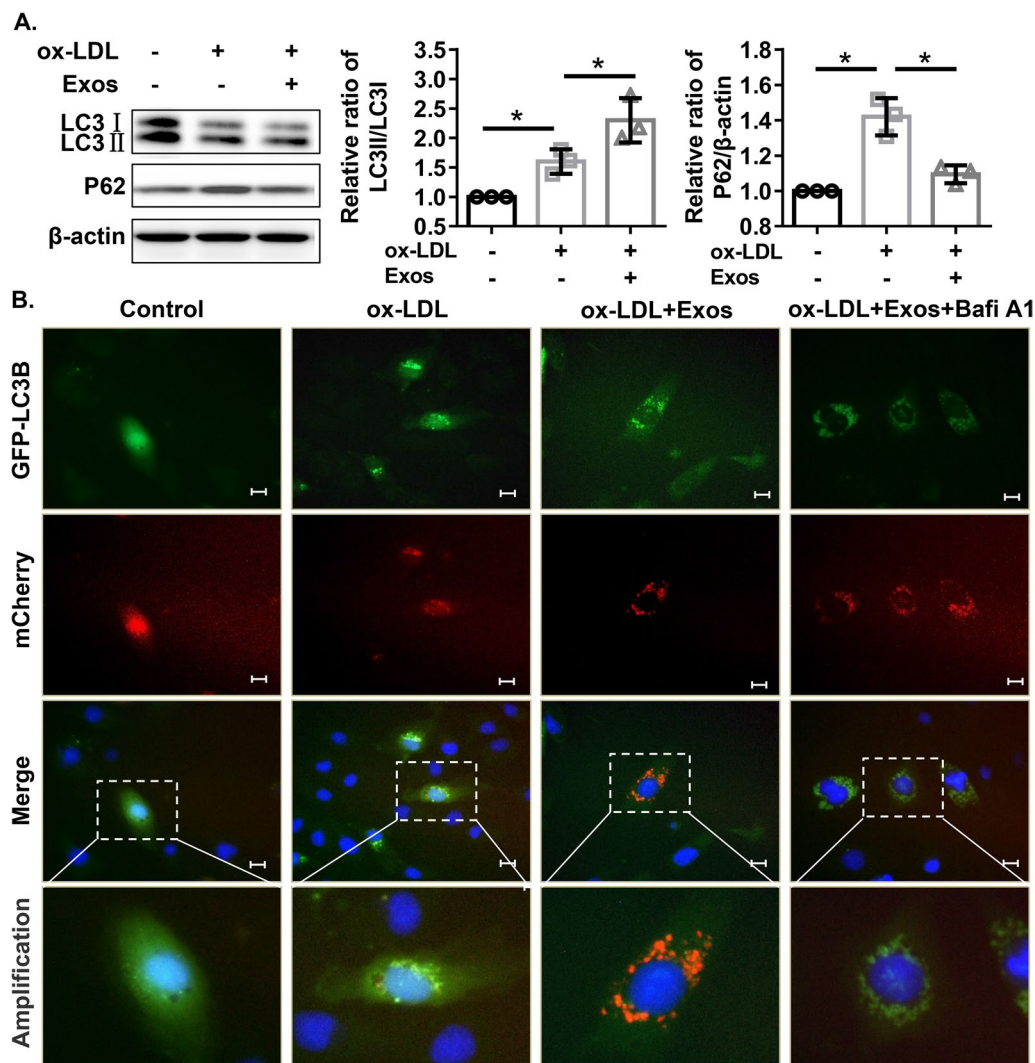 A.
ox-LDL - + +
Exos - - +
LC3 Ⅰ
LC3 Ⅱ
P62
β-actin
Relative ratio of
LC3II/LC3I
3.5
3.0
2.5
2.0
1.5
1.0
0.5
* *
ox-LDL - + +
Exos - - +
Relative ratio of
P62/β-actin
1.8
1.6
1.4
1.2
1.0
0.8
* *
ox-LDL - + +
Exos - - +
B.
Control ox-LDL ox-LDL+Exos ox-LDL+Exos+Bafi A1
GFP-LC3B
mCherry
Merge
Amplification